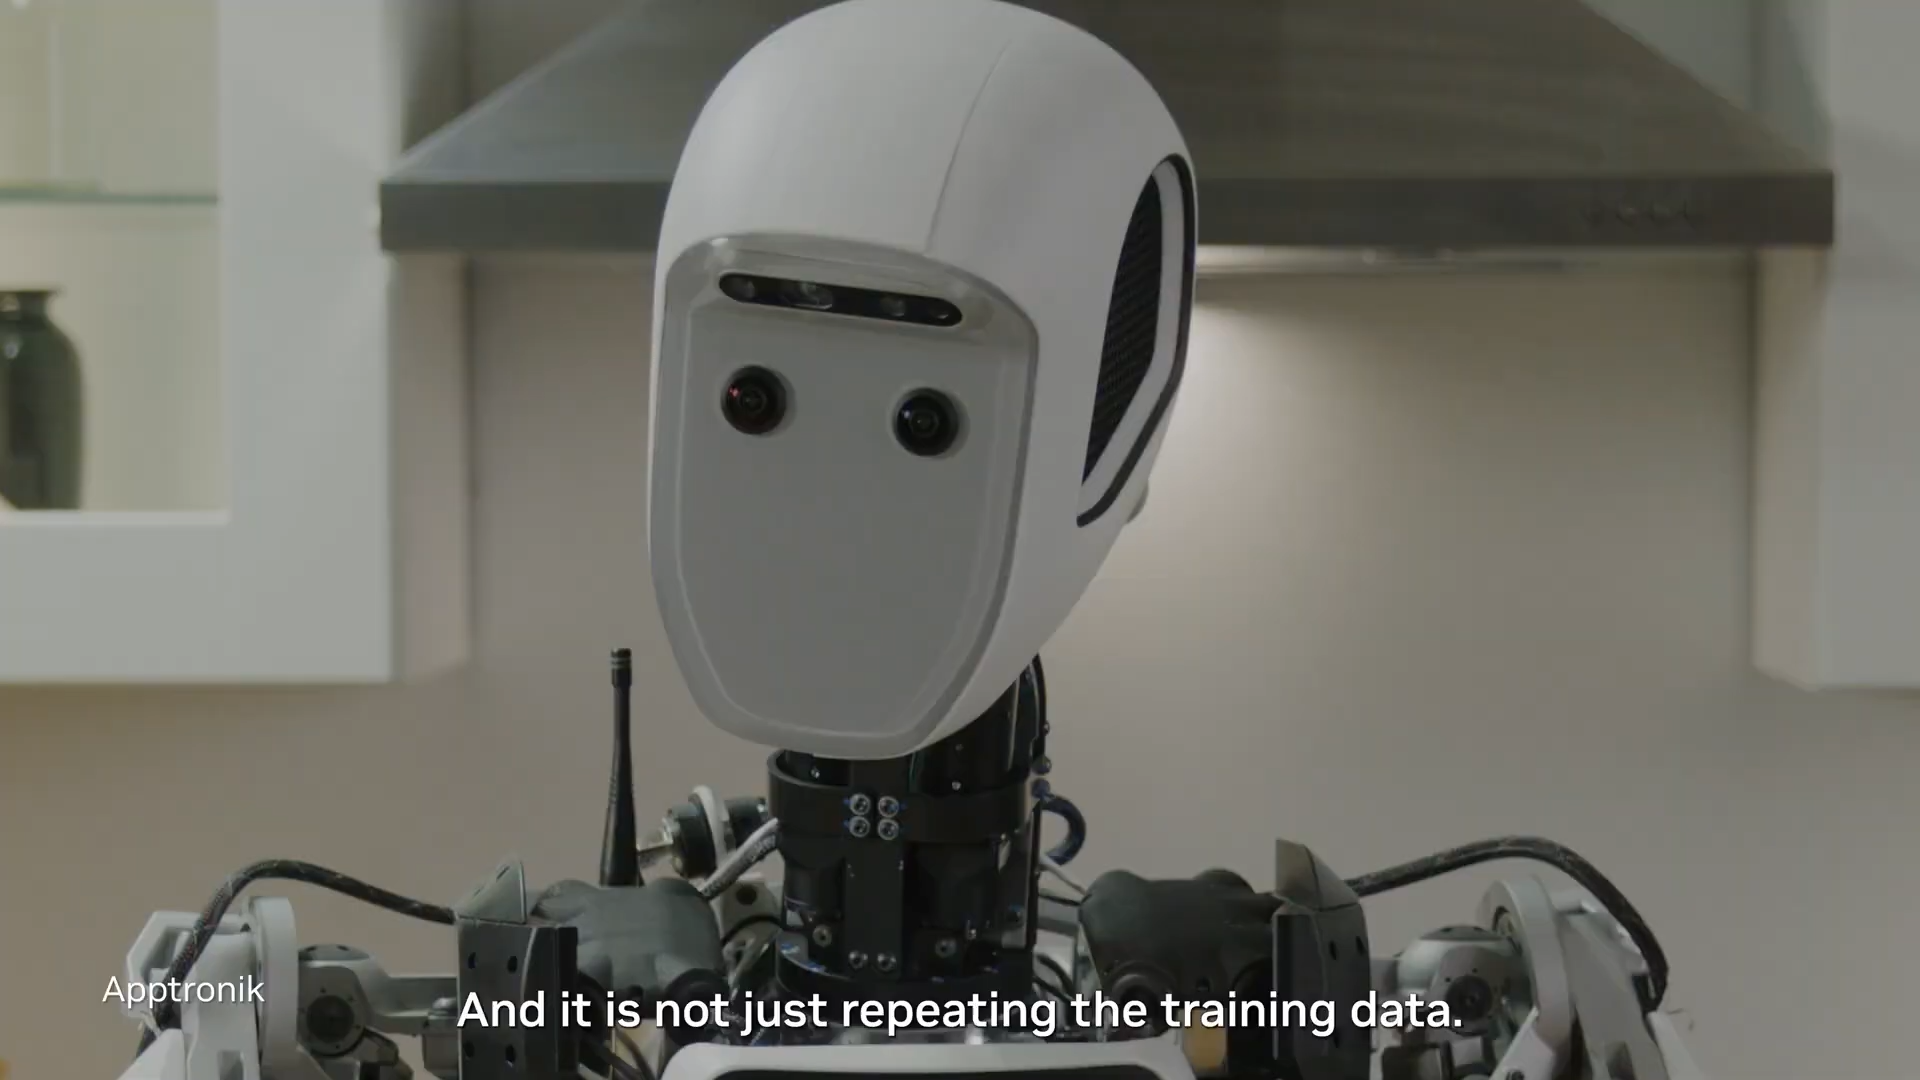 Apptronik
And it is not just repeating the training data.